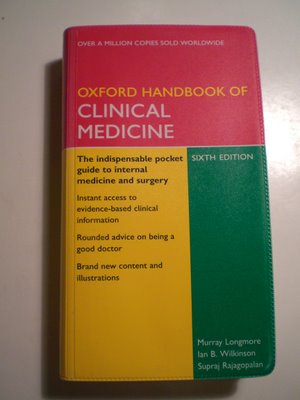 OVER A MILLION COPIES SOLD WORLDWIDE
OXFORD HANDBOOK OF
CLINICAL
MEDICINE
SIXTH EDITION
The indispensable pocket
guide to internal
medicine and surgery
Instant access to
evidence-based clinical
information
Rounded advice on being a
good doctor
Brand new content and
illustrations
Murray Longmore
Ian B. Wilkinson
Supraj Rajagopalan